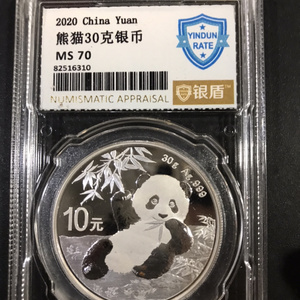 2020 China Yuan
熊猫30克银币
MS 70
82516310
YINDUN
RATE
NUMISMATIC APPRAISAL
银盾
30g Ag.999
10元